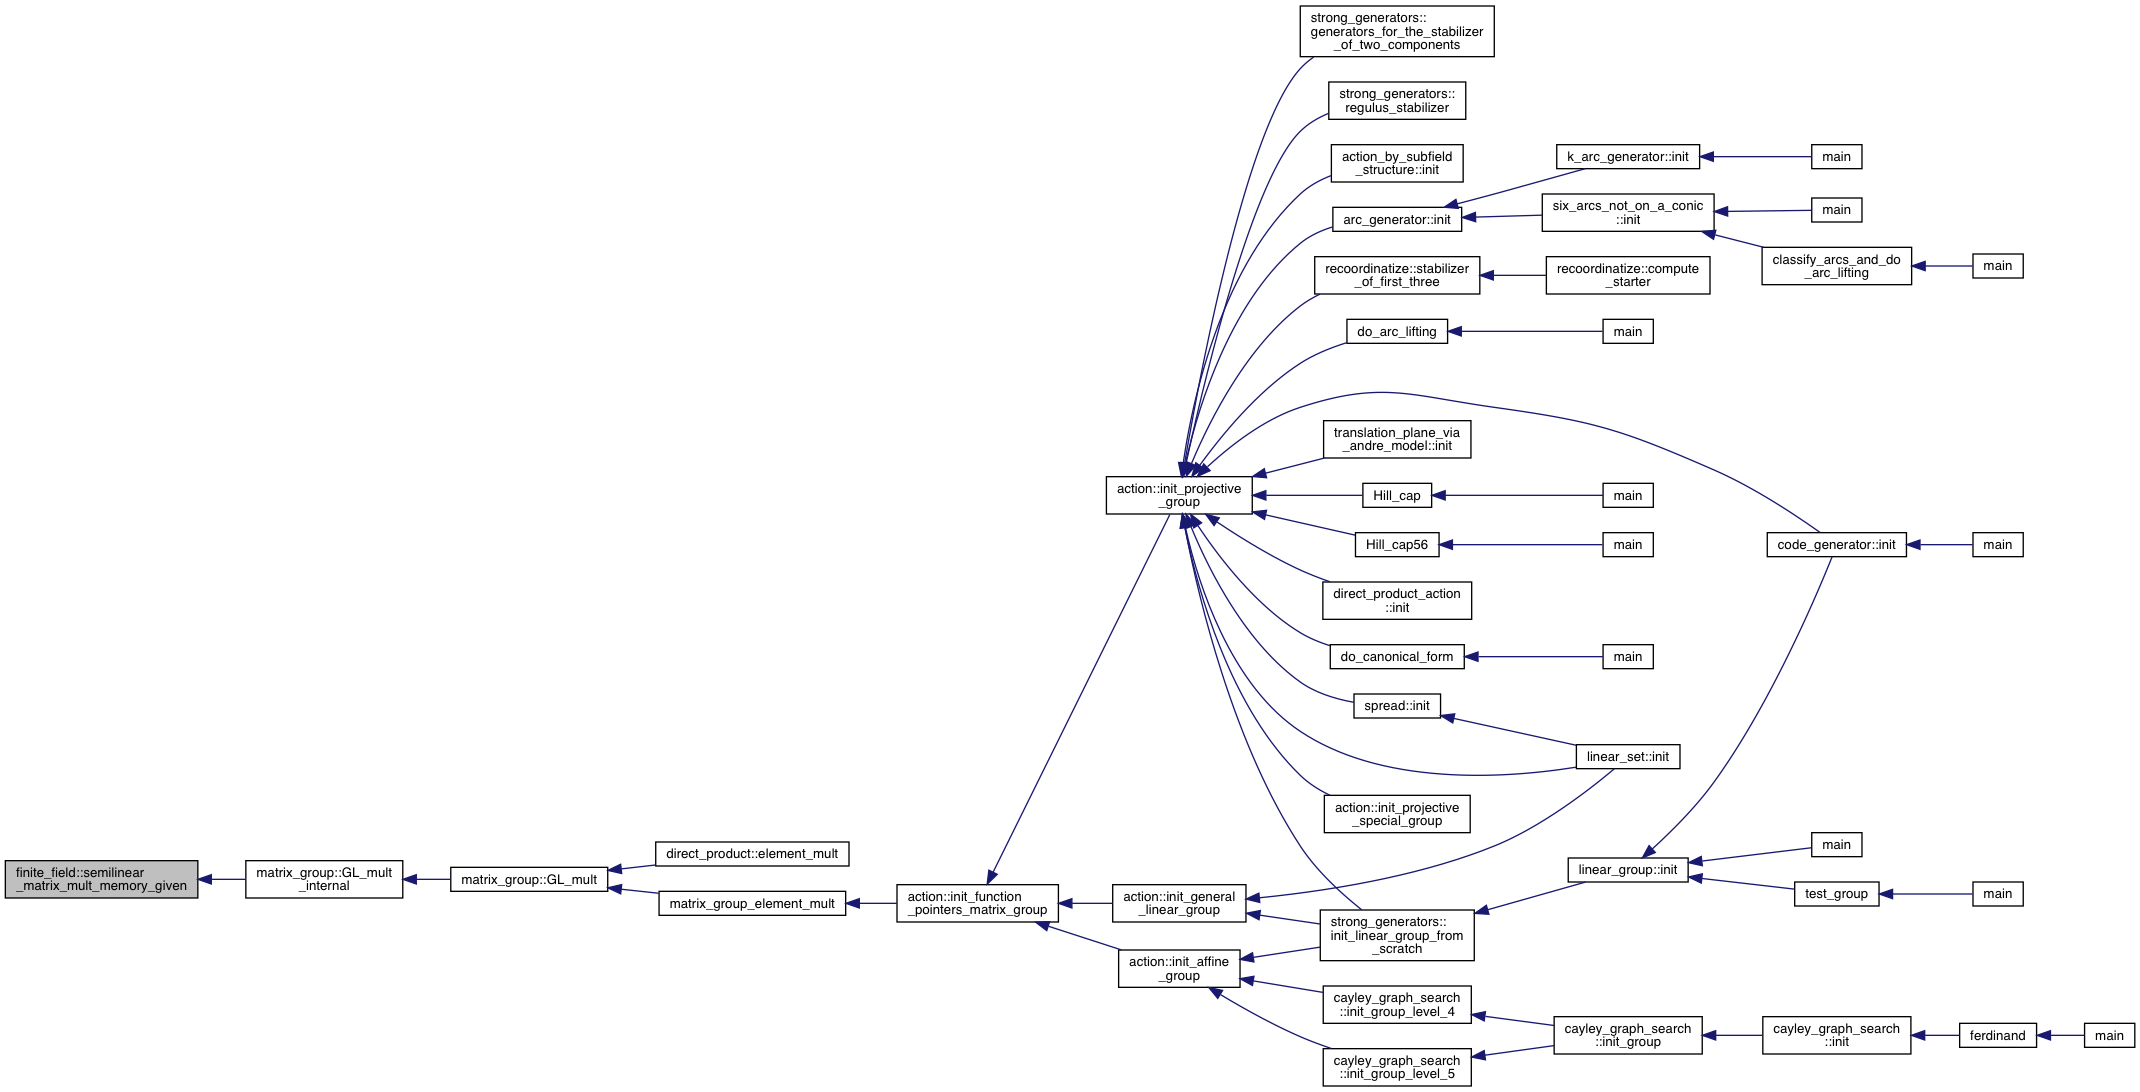 strong_generators::
generators_for_the_stabilizer
_of_two_components
strong_generators::
regulus_stabilizer
action_by_subfield
_structure::init
k_arc_generator::init
main
arc_generator::init
six_arcs_not_on_a_conic
::init
main
classify_arcs_and_do
_arc_lifting
main
recoordinatize::stabilizer
_of_first_three
recoordinatize::compute
_starter
do_arc_lifting
main
translation_plane_via
_andre_model::init
action::init_projective
_group
Hill_cap
main
Hill_cap56
main
code_generator::init
main
direct_product_action
::init
do_canonical_form
main
spread::init
linear_set::init
action::init_projective
_special_group
finite_field::semilinear
_matrix_mult_memory_given
matrix_group::GL_mult
_internal
matrix_group::GL_mult
direct_product::element_mult
matrix_group_element_mult
action::init_function
_pointers_matrix_group
action::init_general
_linear_group
action::init_affine
_group
strong_generators::
init_linear_group_from
_scratch
linear_group::init
main
test_group
main
cayley_graph_search
::init_group_level_4
cayley_graph_search
::init_group_level_5
cayley_graph_search
::init_group
cayley_graph_search
::init
ferdinand
main